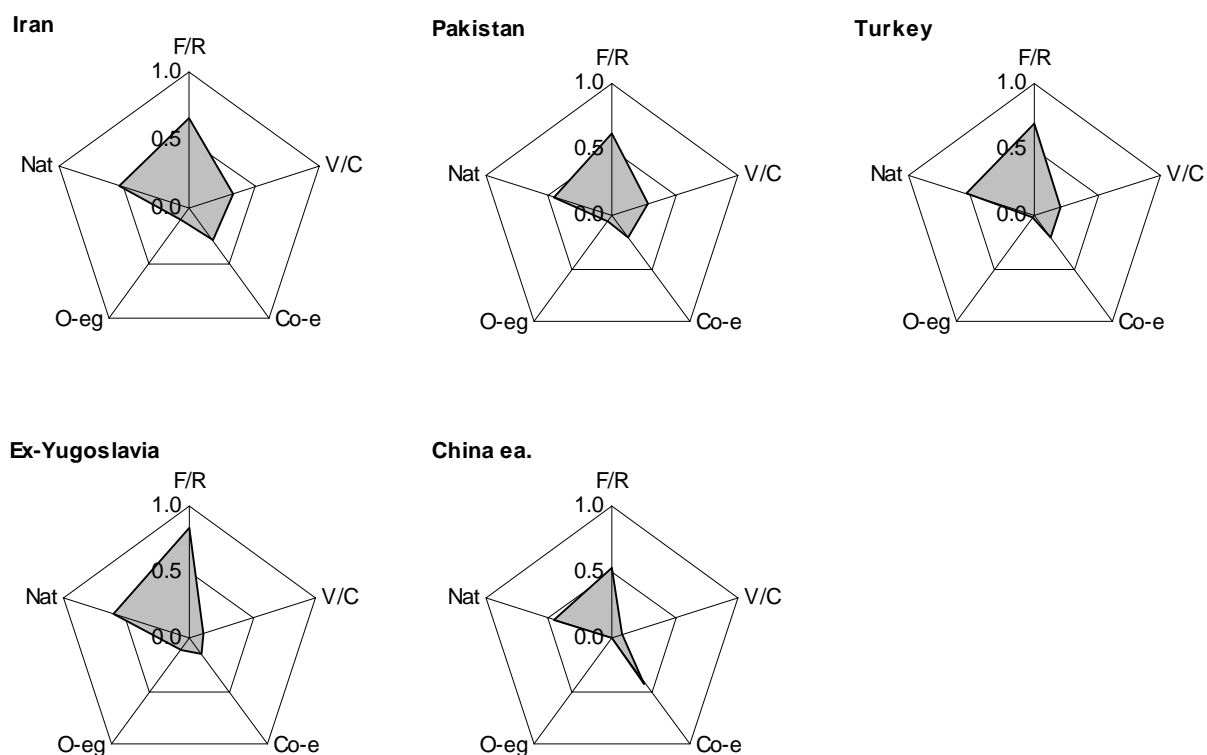 Iran
F/R
1.0
0.5
0.0
Nat
V/C
O-eg
Co-e
Pakistan
F/R
1.0
0.5
0.0
Nat
V/C
O-eg
Co-e
Turkey
F/R
1.0
0.5
0.0
Nat
V/C
O-eg
Co-e
Ex-Yugoslavia
F/R
1.0
0.5
0.0
Nat
V/C
O-eg
Co-e
China ea.
F/R
1.0
0.5
0.0
Nat
V/C
O-eg
Co-e